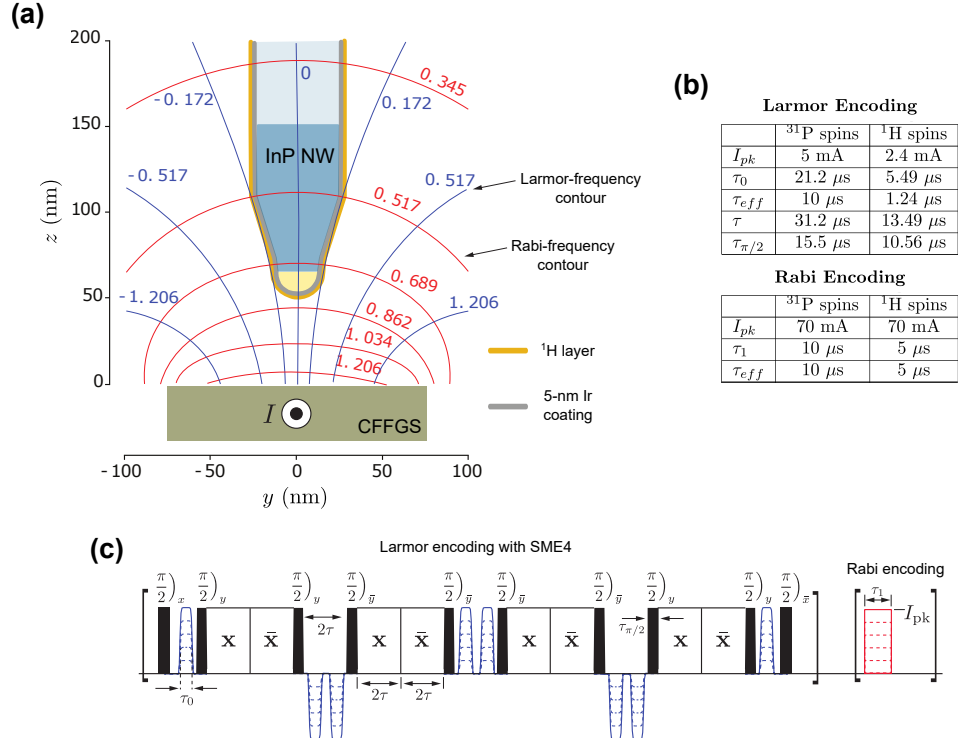 (a)
200
150
100
50
0
z (nm)
-100
-50
0
50
100
y (nm)
0
0.345
-0.172
0.172
InP NW
-0.517
0.517
Larmor-frequency
contour
0.517
Rabi-frequency
contour
0.689
-1.206
1.206
0.862
1.034
1.206
¹H layer
5-nm Ir
coating
I
CFFGS
(b)
Larmor Encoding
³¹P spins ¹H spins
I_pk 5 mA 2.4 mA
τ₀ 21.2 μs 5.49 μs
τ_eff 10 μs 1.24 μs
τ 31.2 μs 13.49 μs
τ_π/2 15.5 μs 10.56 μs
Rabi Encoding
³¹P spins ¹H spins
I_pk 70 mA 70 mA
τ₁ 10 μs 5 μs
τ_eff 10 μs 5 μs
(c)
Larmor encoding with SME4
Rabi encoding
π/2)_x π/2)_y π/2)_y π/2)_ȳ π/2)_ȳ π/2)_ȳ π/2)_ȳ π/2)_y π/2)_y π/2)_x̄
τ₁
I_pk
x x̄ 2τ x x̄ x x̄ τ_π/2 x x̄
τ₀ 2τ 2τ